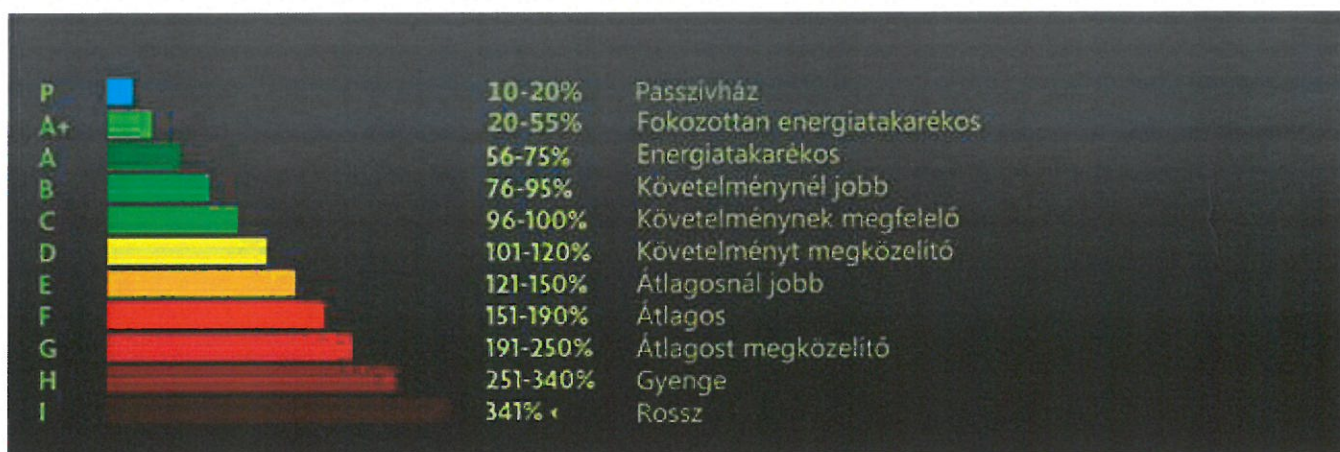 P 10-20% Passzívház
A+ 20-55% Fokozottan energiatakarékos
A 56-75% Energiatakarékos
B 76-95% Követelménynél jobb
C 96-100% Követelménynek megfelelő
D 101-120% Követelményt megközelítő
E 121-150% Átlagosnál jobb
F 151-190% Átlagos
G 191-250% Átlagost megközelítő
H 251-340% Gyenge
I 341% ‹ Rossz